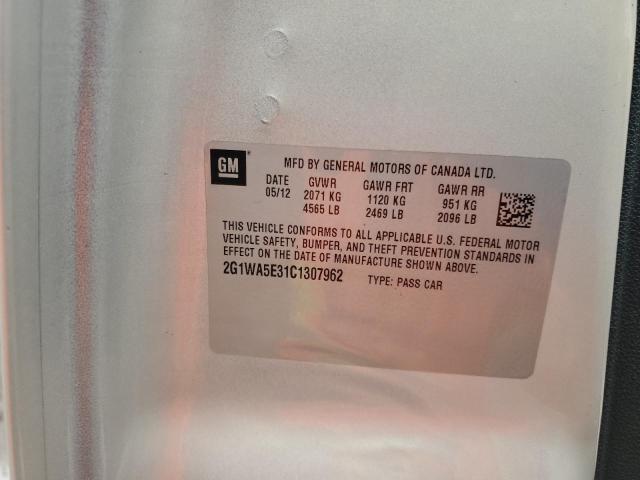 GM
MFD BY GENERAL MOTORS OF CANADA LTD.
DATE GVWR GAWR FRT GAWR RR
05/12 2071 KG 1120 KG 951 KG
4565 LB 2469 LB 2096 LB
THIS VEHICLE CONFORMS TO ALL APPLICABLE U.S. FEDERAL MOTOR
VEHICLE SAFETY, BUMPER, AND THEFT PREVENTION STANDARDS IN
EFFECT ON THE DATE OF MANUFACTURE SHOWN ABOVE.
2G1WA5E31C1307962 TYPE: PASS CAR